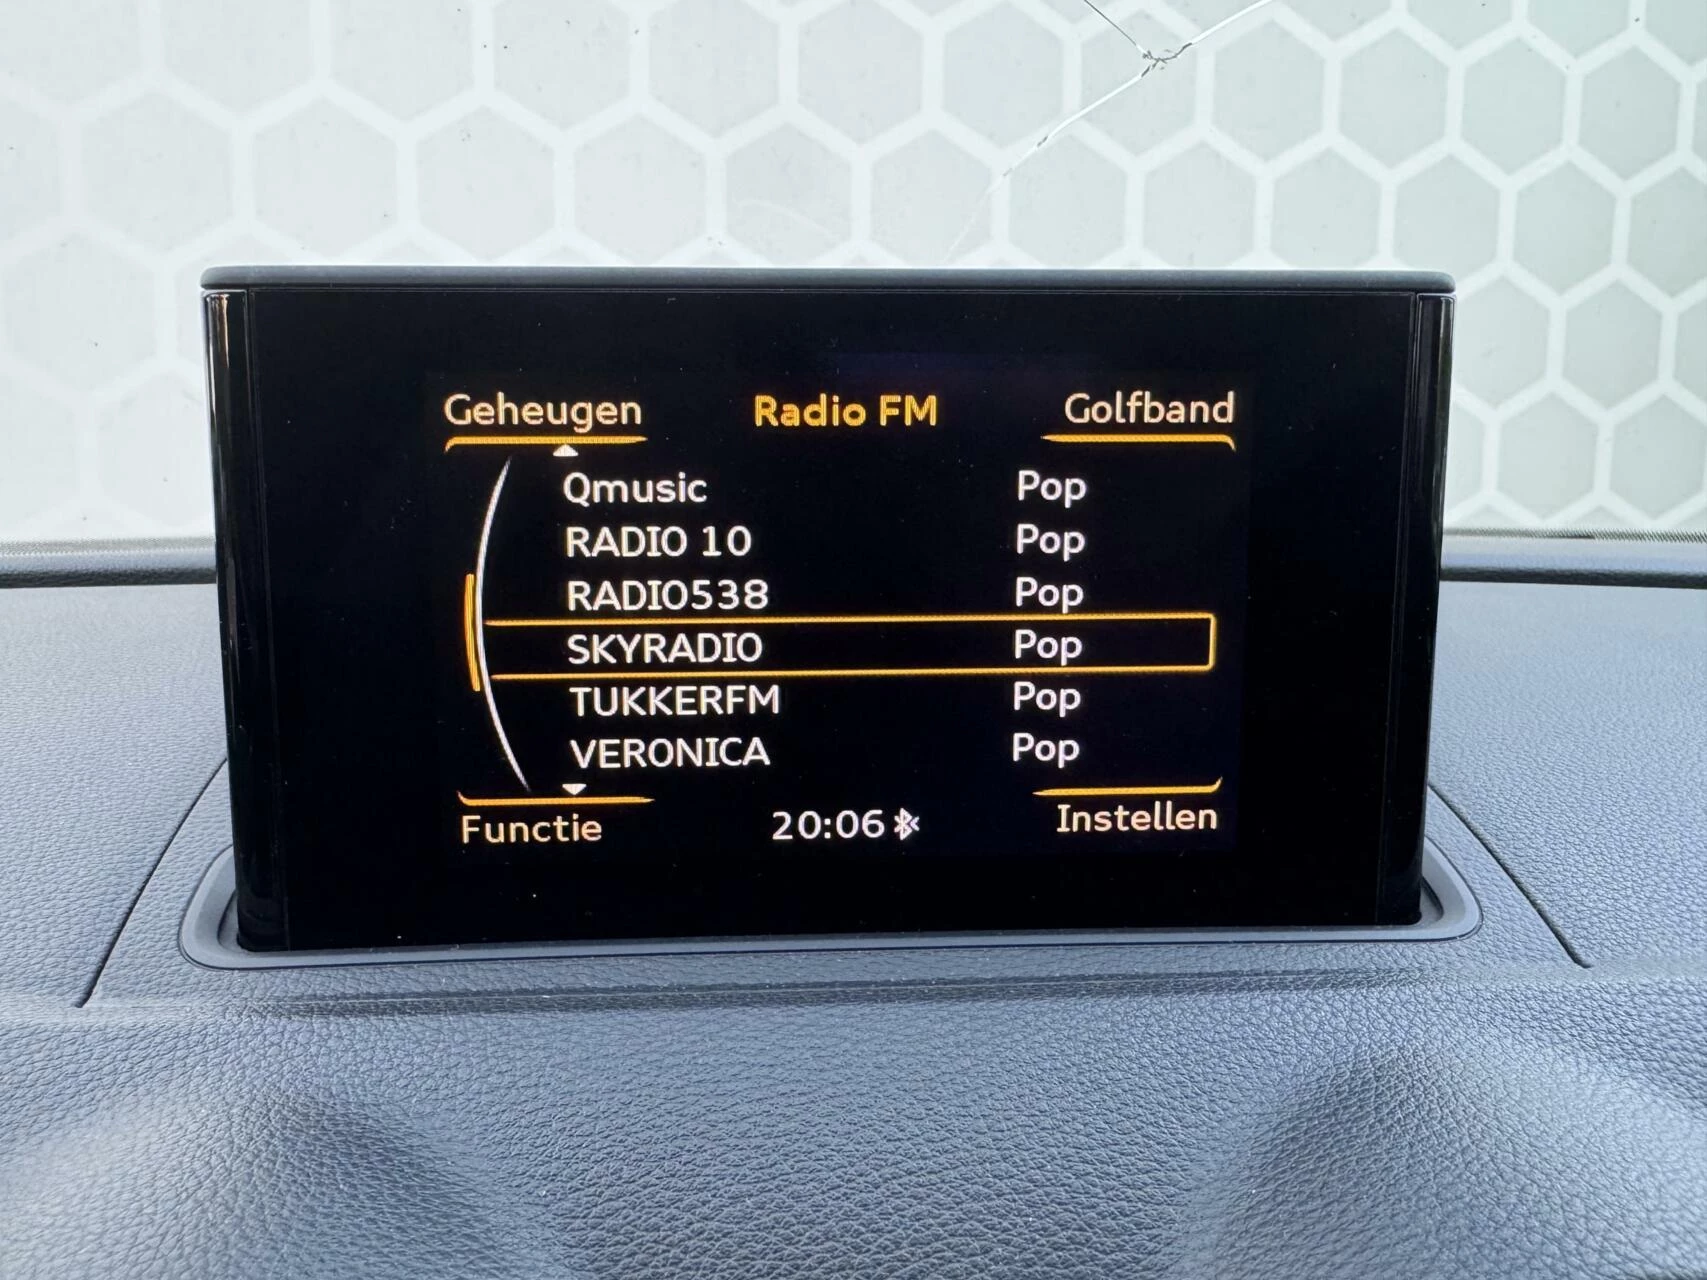 Geheugen Radio FM Golfband
Qmusic Pop
RADIO 10 Pop
RADIO538 Pop
SKYRADIO Pop
TUKKERFM Pop
VERONICA Pop
Functie 20:06 Instellen